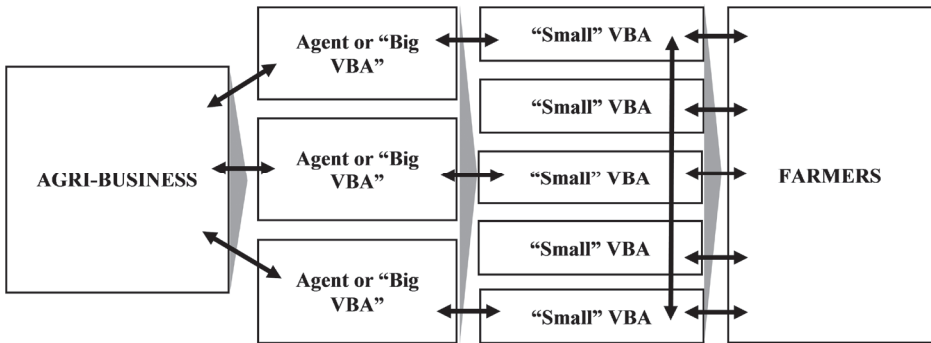 AGRI-BUSINESS
Agent or “Big
VBA”
Agent or “Big
VBA”
Agent or “Big
VBA”
“Small” VBA
“Small” VBA
“Small” VBA
“Small” VBA
“Small” VBA
FARMERS